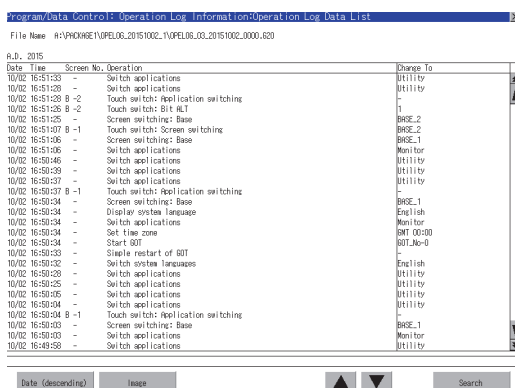 Program/Data Control: Operation Log Information:Operation Log Data List
File Name A:\PACKAGE1\OPEL06_20151002_1\OPEL06_03_20151002_0000.G2O
A.D. 2015
Date Time Screen No. Operation Change To
10/02 16:51:33 - Switch applications Utility
10/02 16:51:28 - Switch applications Utility
10/02 16:51:28 B -2 Touch switch: Application switching -
10/02 16:51:26 B -2 Touch switch: Bit ALT 1
10/02 16:51:25 - Screen switching: Base BASE_2
10/02 16:51:07 B -1 Touch switch: Screen switching BASE_2
10/02 16:51:06 - Screen switching: Base BASE_1
10/02 16:51:06 - Switch applications Monitor
10/02 16:50:46 - Switch applications Utility
10/02 16:50:39 - Switch applications Utility
10/02 16:50:37 - Switch applications Utility
10/02 16:50:37 B -1 Touch switch: Application switching -
10/02 16:50:34 - Screen switching: Base BASE_1
10/02 16:50:34 - Display system language English
10/02 16:50:34 - Switch applications Monitor
10/02 16:50:34 - Set time zone GMT 00:00
10/02 16:50:34 - Start GOT GOT_No-0
10/02 16:50:33 - Simple restart of GOT -
10/02 16:50:32 - Switch system languages English
10/02 16:50:28 - Switch applications Utility
10/02 16:50:25 - Switch applications Utility
10/02 16:50:05 - Switch applications Utility
10/02 16:50:04 - Switch applications Utility
10/02 16:50:04 B -1 Touch switch: Application switching -
10/02 16:50:03 - Screen switching: Base BASE_1
10/02 16:50:03 - Switch applications Monitor
10/02 16:49:58 - Switch applications Utility
Date (descending) Image Search